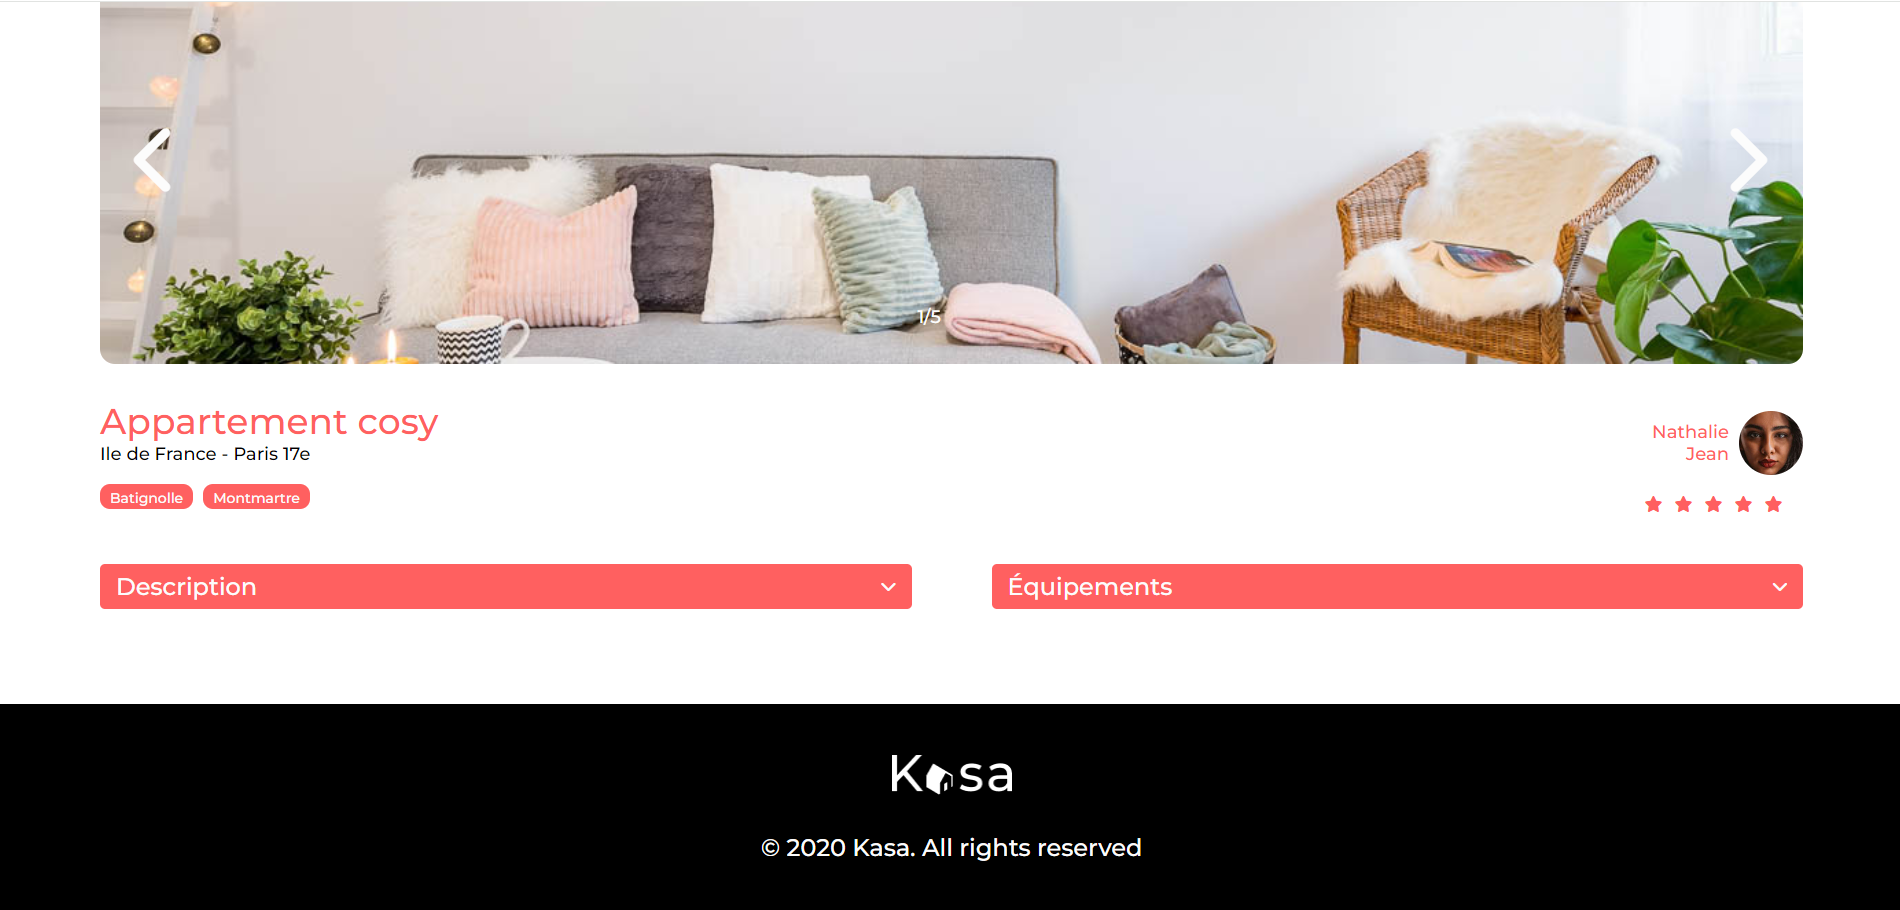 1/5
Appartement cosy
Ile de France - Paris 17e
Batignolle
Montmartre
Nathalie
Jean
Description
Équipements
Kasa
© 2020 Kasa. All rights reserved